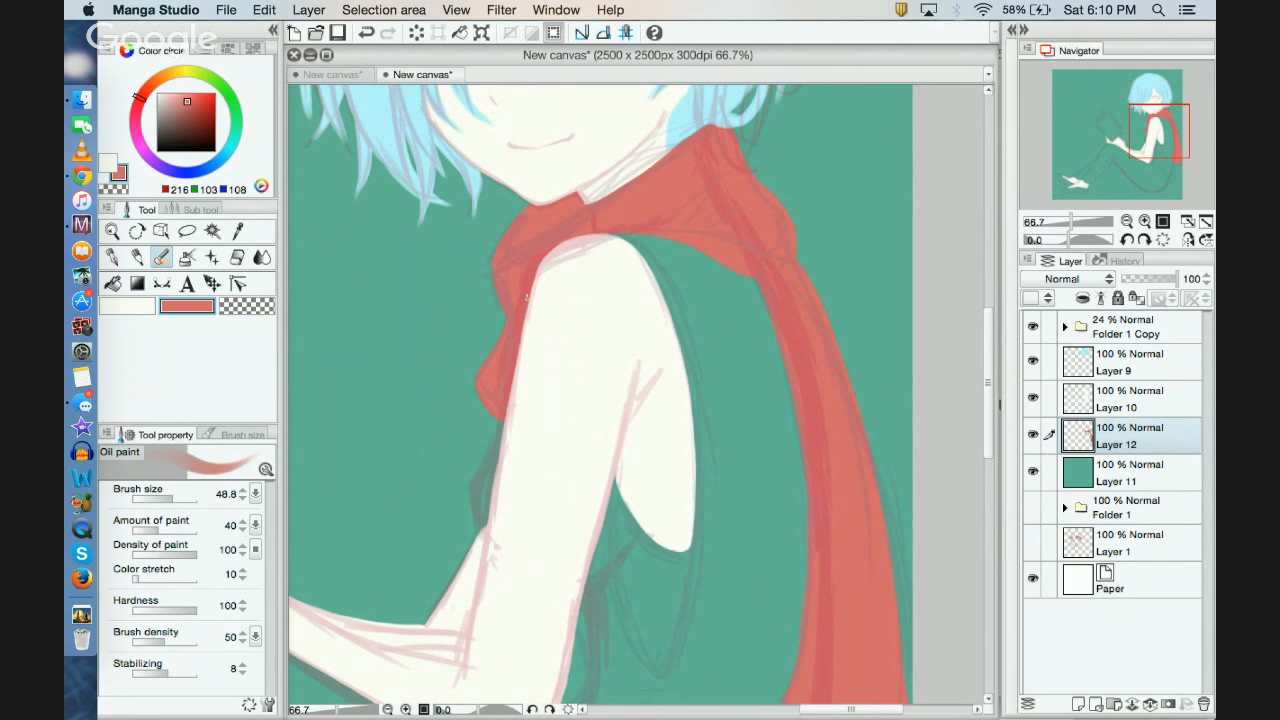 Manga Studio File Edit Layer Selection area View Filter Window Help 58% Sat 6:10 PM
Google
Color circle
New canvas* (2500 x 2500px 300dpi 66.7%)
Navigator
New canvas* New canvas*
216 103 108
Tool Sub tool
66.7
0.0
Layer History
Normal 100
24 % Normal
Folder 1 Copy
100 % Normal
Layer 9
100 % Normal
Layer 10
100 % Normal
Layer 12
100 % Normal
Layer 11
100 % Normal
Folder 1
100 % Normal
Layer 1
Paper
Tool property Brush size
Oil paint
Brush size 48.8
Amount of paint 40
Density of paint 100
Color stretch 10
Hardness 100
Brush density 50
Stabilizing 8
66.7 0.0